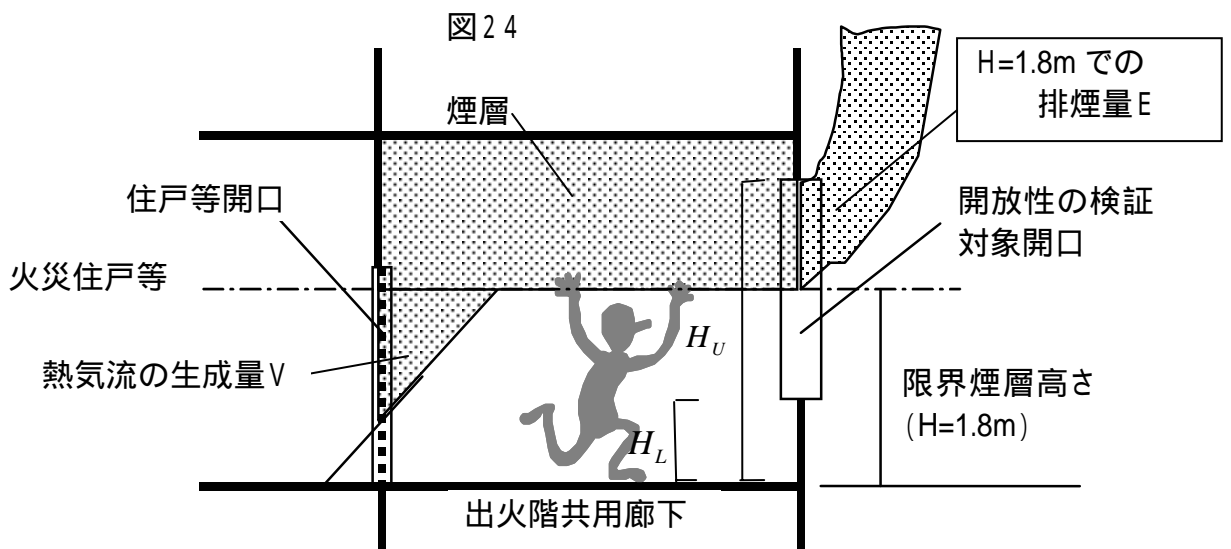 図24
H=1.8m での
排煙量E
煙層
住戸等開口
開放性の検証
対象開口
火災住戸等
H_U
熱気流の生成量V
限界煙層高さ
(H=1.8m)
H_L
出火階共用廊下